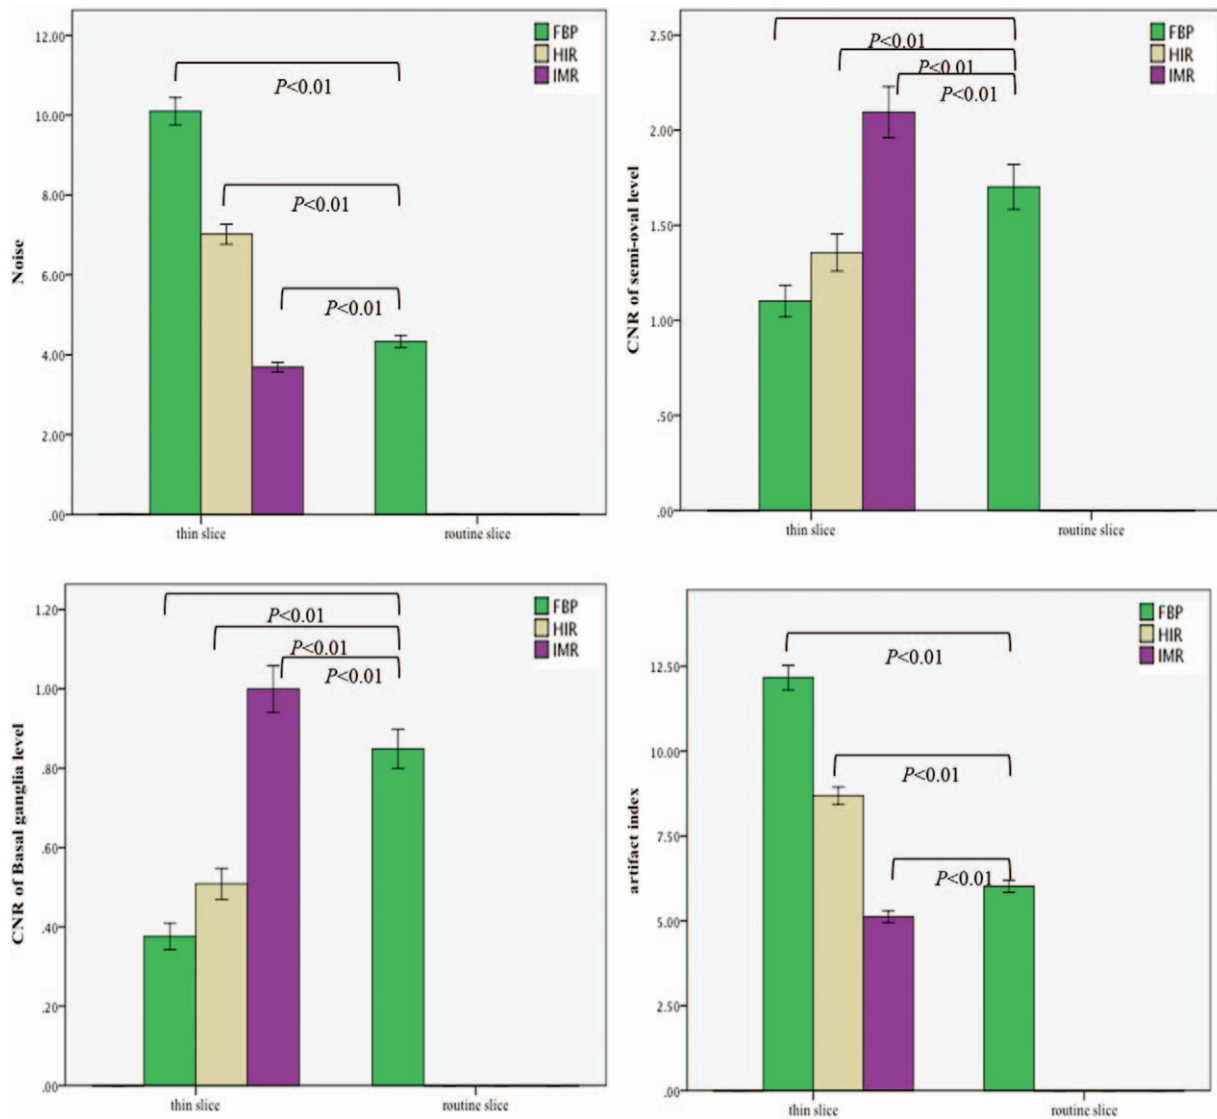 12.00
10.00
8.00
6.00
4.00
2.00
.00
Noise
FBP
HIR
IMR
P<0.01
P<0.01
P<0.01
thin slice
routine slice
2.50
2.00
1.50
1.00
.50
.00
CNR of semi-oval level
FBP
HIR
IMR
P<0.01
P<0.01
P<0.01
thin slice
routine slice
1.20
1.00
.80
.60
.40
.20
.00
CNR of Basal ganglia level
FBP
HIR
IMR
P<0.01
P<0.01
P<0.01
thin slice
routine slice
12.50
10.00
7.50
5.00
2.50
.00
artifact index
FBP
HIR
IMR
P<0.01
P<0.01
P<0.01
thin slice
routine slice